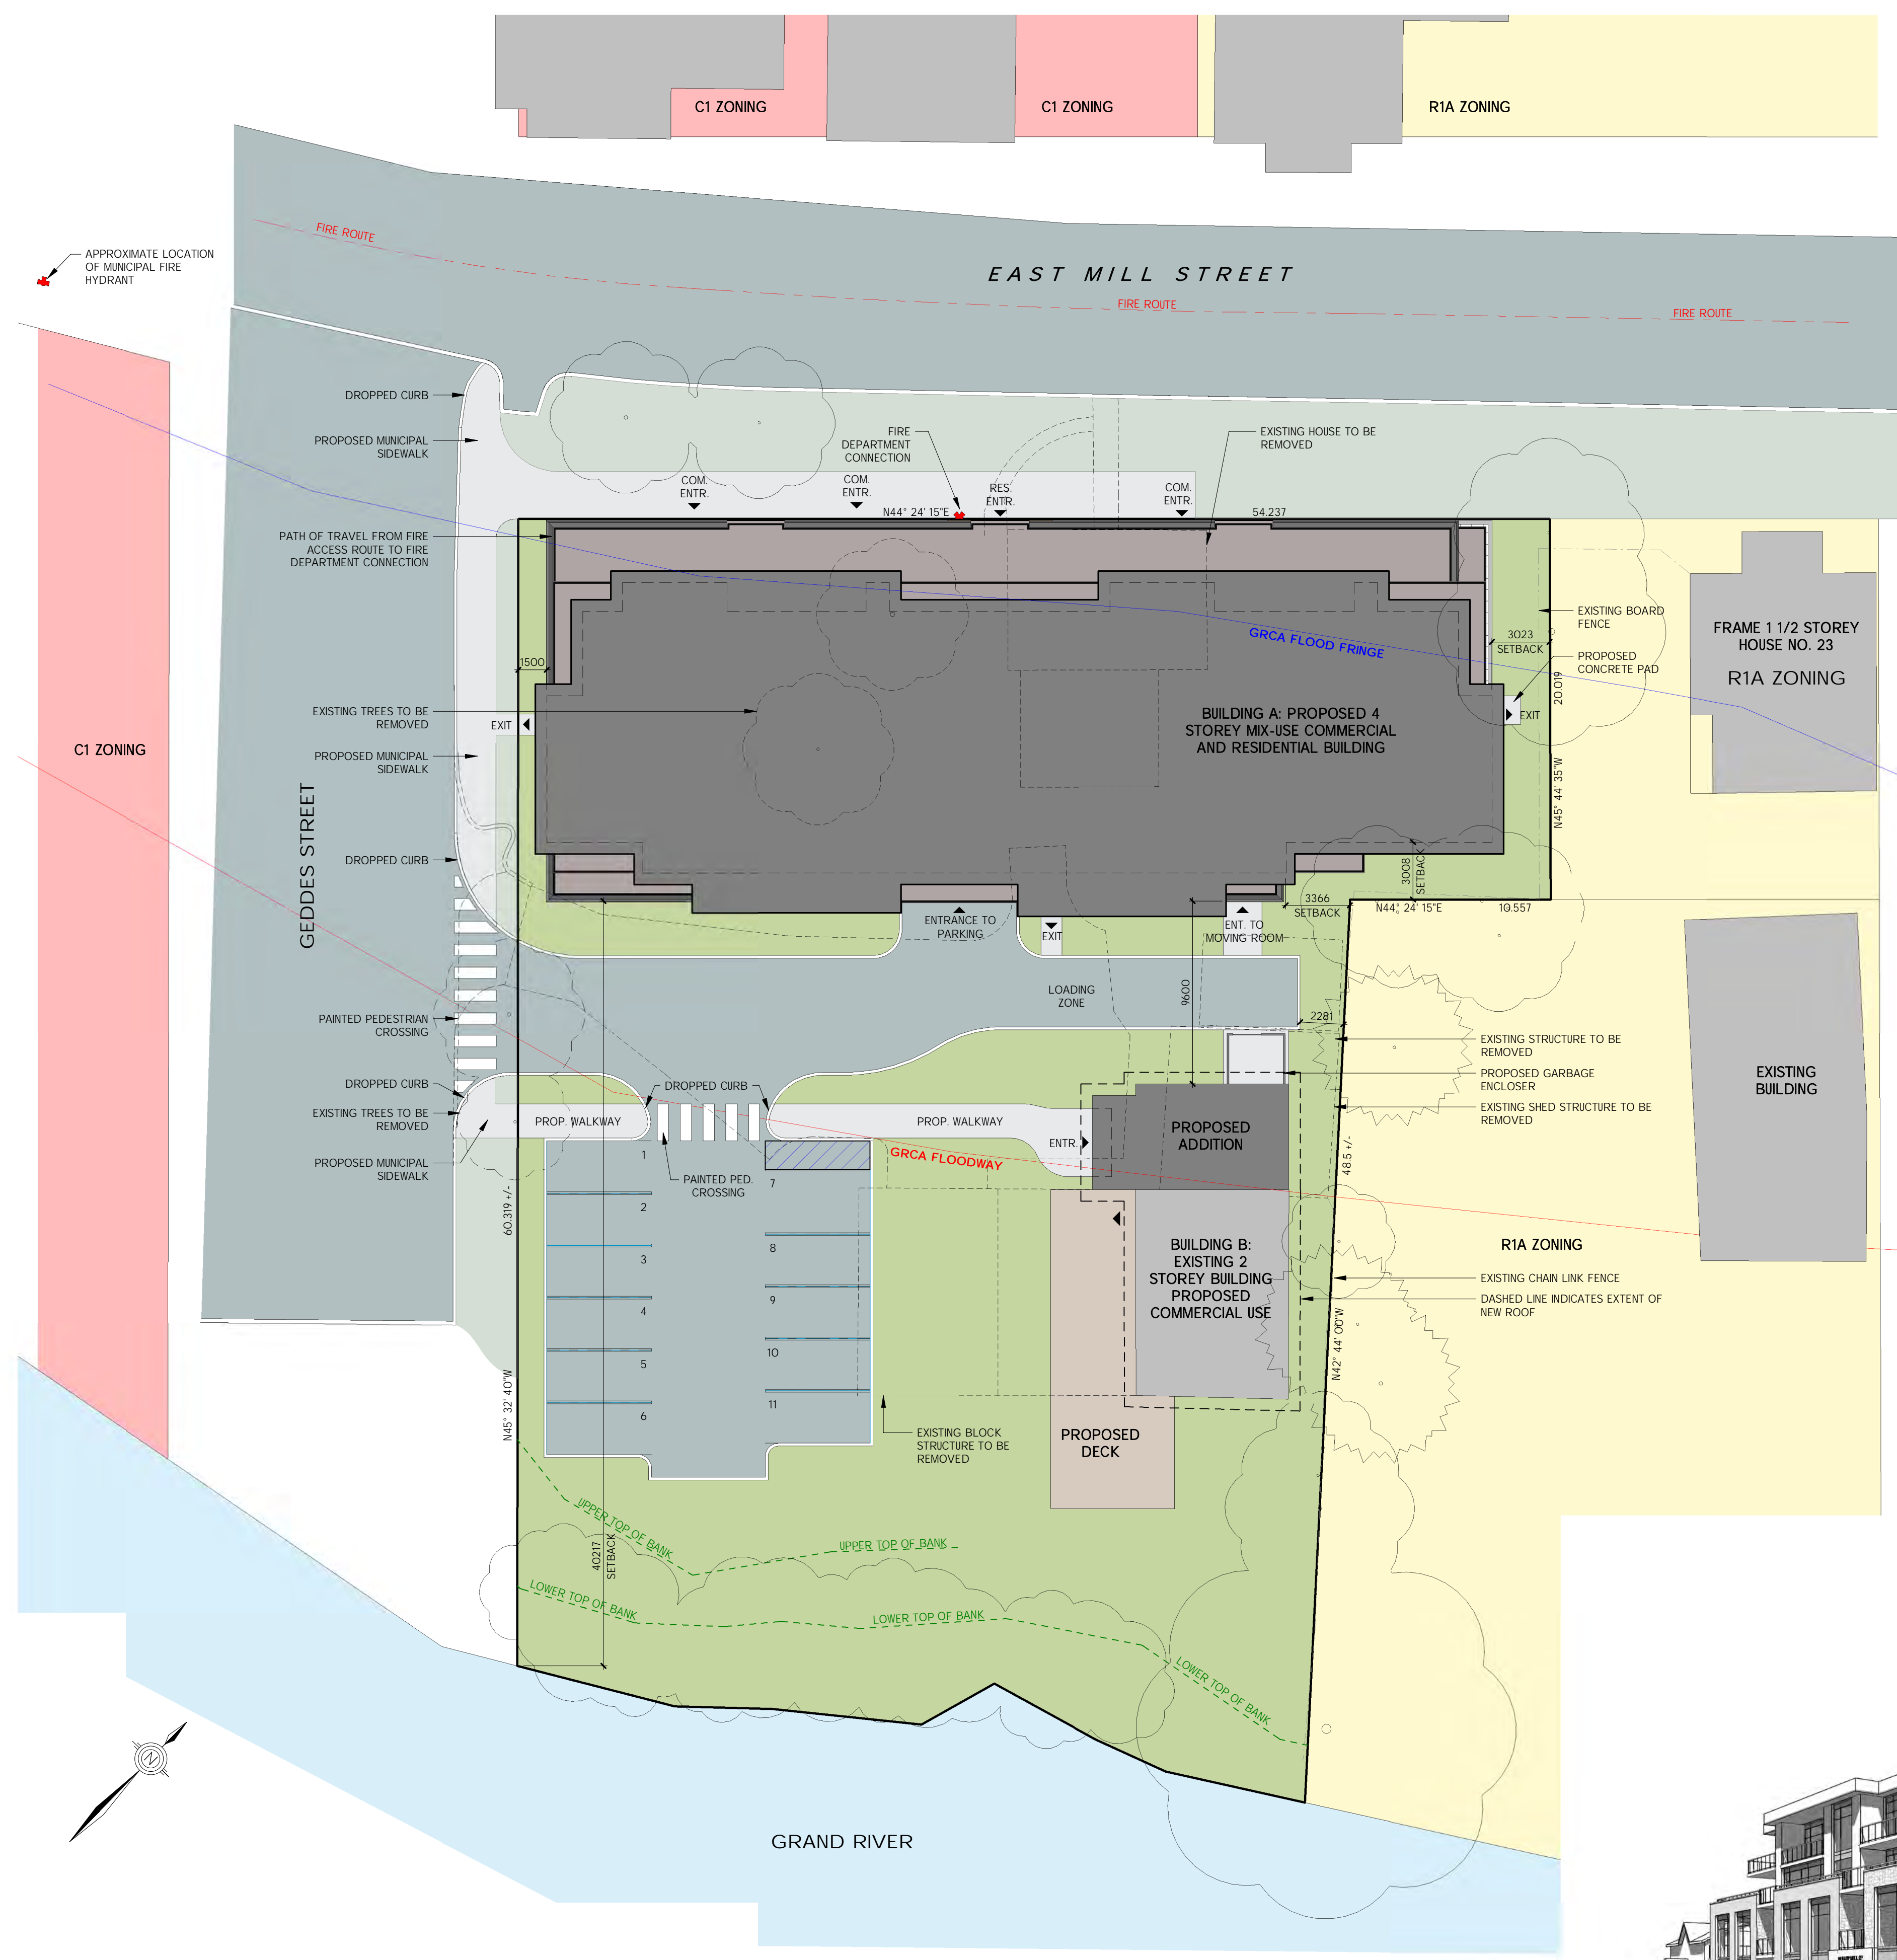 C1 ZONING
C1 ZONING
R1A ZONING
FIRE ROUTE
APPROXIMATE LOCATION
OF MUNICIPAL FIRE
HYDRANT
EAST MILL STREET
FIRE ROUTE
FIRE ROUTE
DROPPED CURB
PROPOSED MUNICIPAL
SIDEWALK
FIRE
DEPARTMENT
CONNECTION
EXISTING HOUSE TO BE
REMOVED
COM.
ENTR.
COM.
ENTR.
RES.
ENTR.
COM.
ENTR.
N44° 24' 15"E
54.237
PATH OF TRAVEL FROM FIRE
ACCESS ROUTE TO FIRE
DEPARTMENT CONNECTION
EXISTING BOARD
FENCE
GRCA FLOOD FRINGE
3023
SETBACK
FRAME 1 1/2 STOREY
HOUSE NO. 23
R1A ZONING
1500
PROPOSED
CONCRETE PAD
20.019
EXISTING TREES TO BE
REMOVED
EXIT
BUILDING A: PROPOSED 4
STOREY MIX-USE COMMERCIAL
AND RESIDENTIAL BUILDING
EXIT
C1 ZONING
PROPOSED MUNICIPAL
SIDEWALK
N45° 44' 35"W
GEDDES STREET
DROPPED CURB
3008
SETBACK
3366
SETBACK
N44° 24' 15"E
10.557
ENTRANCE TO
PARKING
EXIT
ENT. TO
MOVING ROOM
LOADING
ZONE
9600
2281
PAINTED PEDESTRIAN
CROSSING
EXISTING STRUCTURE TO BE
REMOVED
PROPOSED GARBAGE
ENCLOSER
EXISTING BUILDING
DROPPED CURB
DROPPED CURB
EXISTING TREES TO BE
REMOVED
EXISTING SHED STRUCTURE TO BE
REMOVED
PROP. WALKWAY
PROP. WALKWAY
PROPOSED
ADDITION
ENTR.
48.5 +/-
GRCA FLOODWAY
PROPOSED MUNICIPAL
SIDEWALK
PAINTED PED.
CROSSING
60.319 +/-
1
2
3
4
5
6
7
8
9
10
11
BUILDING B:
EXISTING 2
STOREY BUILDING
PROPOSED
COMMERCIAL USE
R1A ZONING
EXISTING CHAIN LINK FENCE
DASHED LINE INDICATES EXTENT OF
NEW ROOF
N42° 44' 00"W
N45° 32' 40"W
EXISTING BLOCK
STRUCTURE TO BE
REMOVED
PROPOSED
DECK
UPPER TOP OF BANK
UPPER TOP OF BANK
40217
SETBACK
LOWER TOP OF BANK
LOWER TOP OF BANK
LOWER TOP OF BANK
N
GRAND RIVER